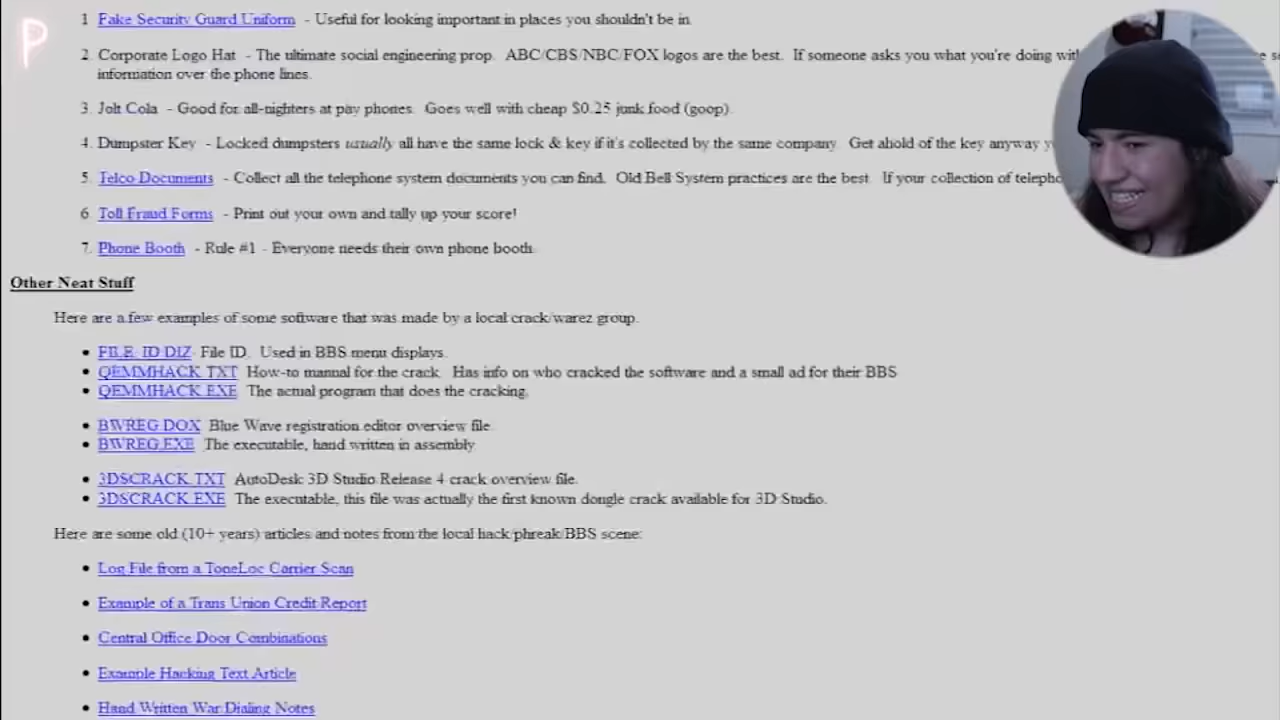 P
1. Fake Security Guard Uniform - Useful for looking important in places you shouldn't be in.
2. Corporate Logo Hat - The ultimate social engineering prop. ABC/CBS/NBC/FOX logos are the best. If someone asks you what you're doing
information over the phone lines.
3. Jolt Cola - Good for all-nighters at pay phones. Goes well with cheap $0.25 junk food (goop).
4. Dumpster Key - Locked dumpsters usually all have the same lock & key if it's collected by the same company. Get ahold of the key anyway
5. Telco Documents - Collect all the telephone system documents you can find. Old Bell System practices are the best. If your collection of
6. Toll Fraud Forms - Print out your own and tally up your score!
7. Phone Booth - Rule #1 - Everyone needs their own phone booth.
Other Neat Stuff
Here are a few examples of some software that was made by a local crack/warez group.
• FILE_ID.DIZ File ID. Used in BBS menu displays.
• QEMMHACK.TXT How-to manual for the crack. Has info on who cracked the software and a small ad for their BBS
• QEMMHACK.EXE The actual program that does the cracking.
• BWREG.DOX Blue Wave registration editor overview file.
• BWREG.EXE The executable, hand written in assembly
• 3DSCRACK.TXT AutoDesk 3D Studio Release 4 crack overview file.
• 3DSCRACK.EXE The executable, this file was actually the first known dongle crack available for 3D Studio.
Here are some old (10+ years) articles and notes from the local hack/phreak/BBS scene:
• Log File from a ToneLoc Carrier Scan
• Example of a Trans Union Credit Report
• Central Office Door Combinations
• Example Hacking Text Article
• Hand Written War Dialing Notes